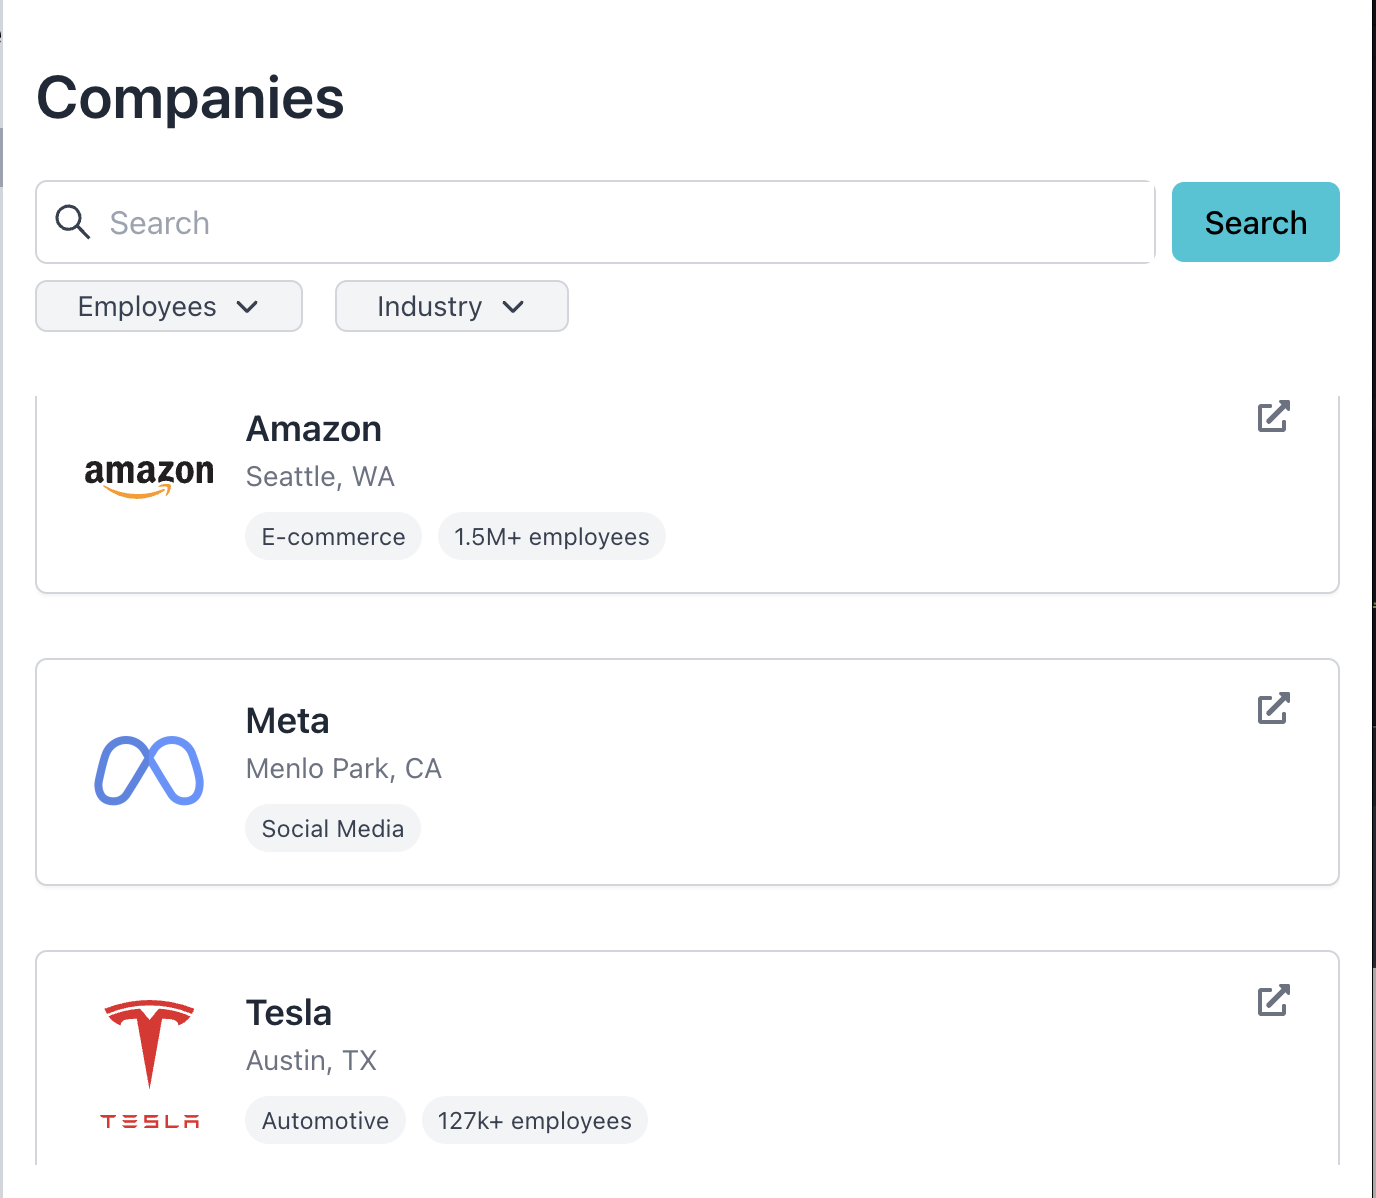 Companies
Search
Search
Employees
Industry
amazon
Amazon
Seattle, WA
E-commerce
1.5M+ employees
Meta
Menlo Park, CA
Social Media
TESLA
Tesla
Austin, TX
Automotive
127k+ employees